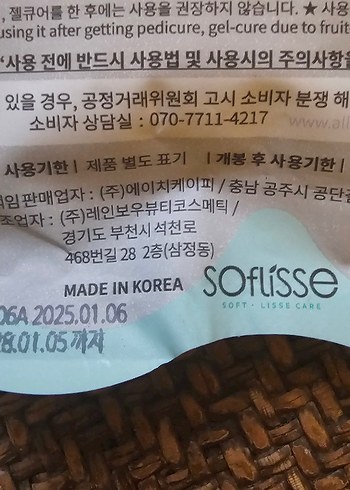 , 젤큐어를 한 후에는 사용을 권장하지 않습니다. ★ 사용
using it after getting pedicure, gel-cure due to fruit
*사용 전에 반드시 사용법 및 사용시의 주의사항을
있을 경우, 공정거래위원회 고시 소비자 분쟁 해
소비자 상담실 : 070-7711-4217
사용기한 | 제품 별도 표기 | 개봉 후 사용기한 |
책임판매업자 : (주)에이치케이피 / 충남 공주시 공단길
조업자 : (주)레인보우뷰티코스메틱 /
경기도 부천시 석천로
468번길 28 2층(삼정동)
MADE IN KOREA
soflísse
SOFT · LISSE CARE
06A 2025.01.06
28.01.05 까지